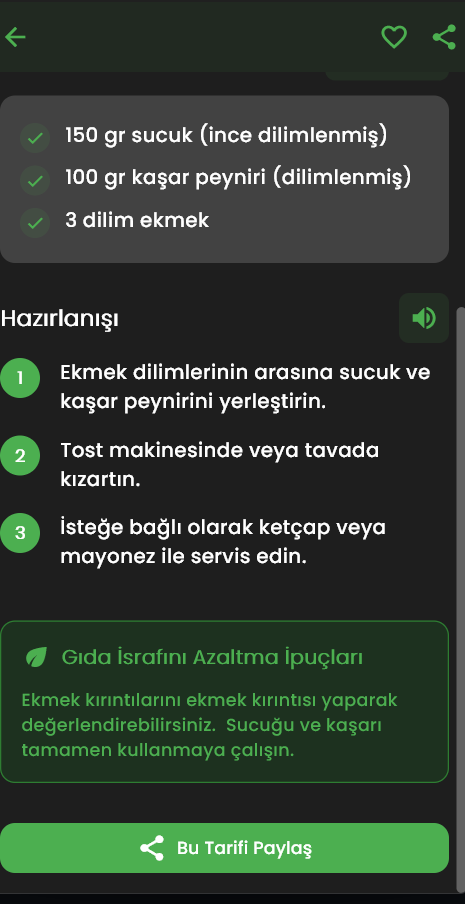 150 gr sucuk (ince dilimlenmiş)
100 gr kaşar peyniri (dilimlenmiş)
3 dilim ekmek
Hazırlanışı
1 Ekmek dilimlerinin arasına sucuk ve
kaşar peynirini yerleştirin.
2 Tost makinesinde veya tavada
kızartın.
3 İsteğe bağlı olarak ketçap veya
mayonez ile servis edin.
Gıda İsrafını Azaltma İpuçları
Ekmek kırıntılarını ekmek kırıntısı yaparak
değerlendirebilirsiniz. Sucuğu ve kaşarı
tamamen kullanmaya çalışın.
Bu Tarifi Paylaş